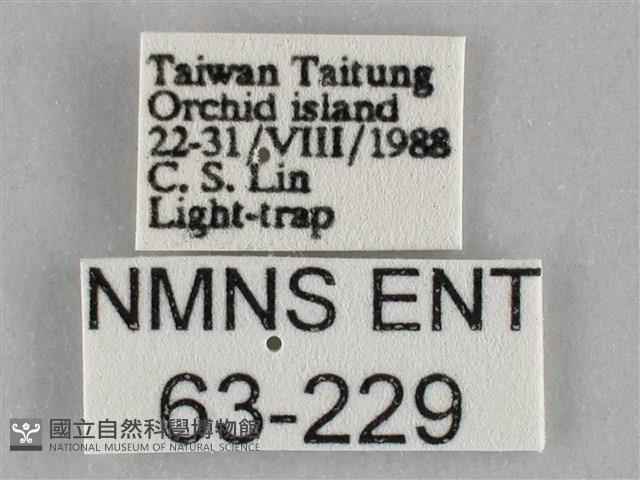 Taiwan Taitung
Orchid island
22-31/VIII/1988
C. S. Lin
Light-trap
NMNS ENT
63-229
國立自然科學博物館
NATIONAL MUSEUM OF NATURAL SCIENCE